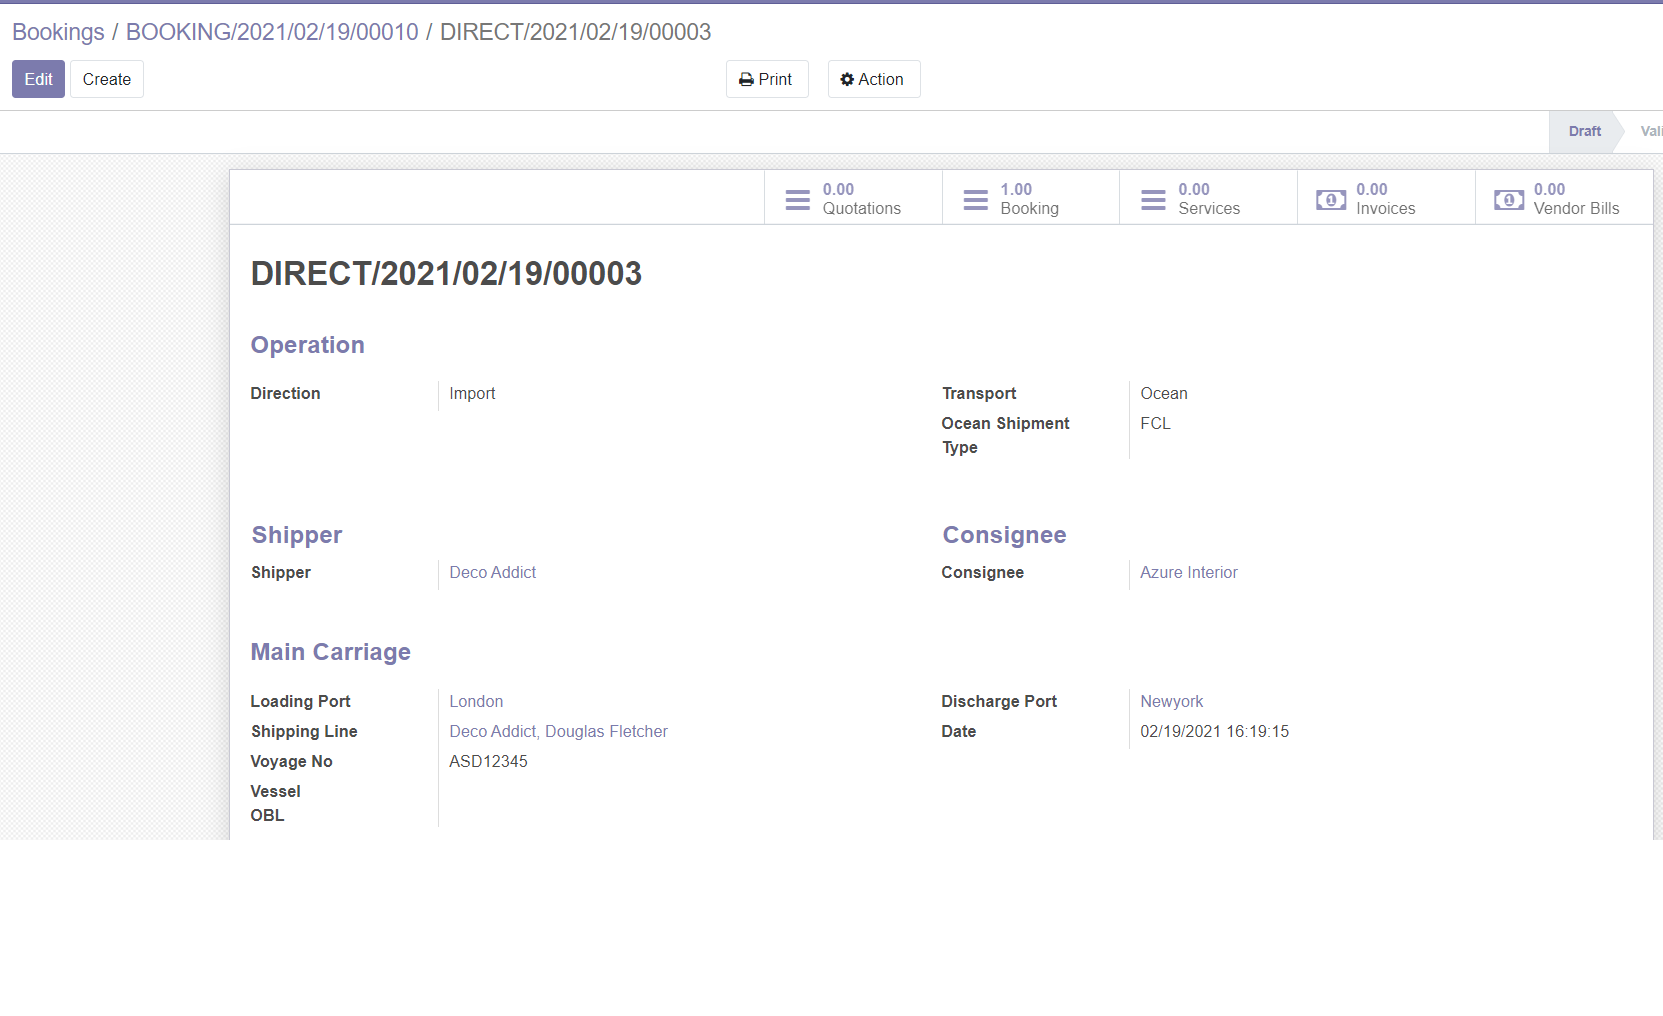 Bookings / BOOKING/2021/02/19/00010 / DIRECT/2021/02/19/00003
Edit Create Print Action
Draft
0.00 1.00 0.00 0.00 0.00
Quotations Booking Services Invoices Vendor Bills
DIRECT/2021/02/19/00003
Operation
Direction Import Transport Ocean
Ocean Shipment FCL
Type
Shipper Consignee
Shipper Deco Addict Consignee Azure Interior
Main Carriage
Loading Port London Discharge Port Newyork
Shipping Line Deco Addict, Douglas Fletcher Date 02/19/2021 16:19:15
Voyage No ASD12345
Vessel
OBL